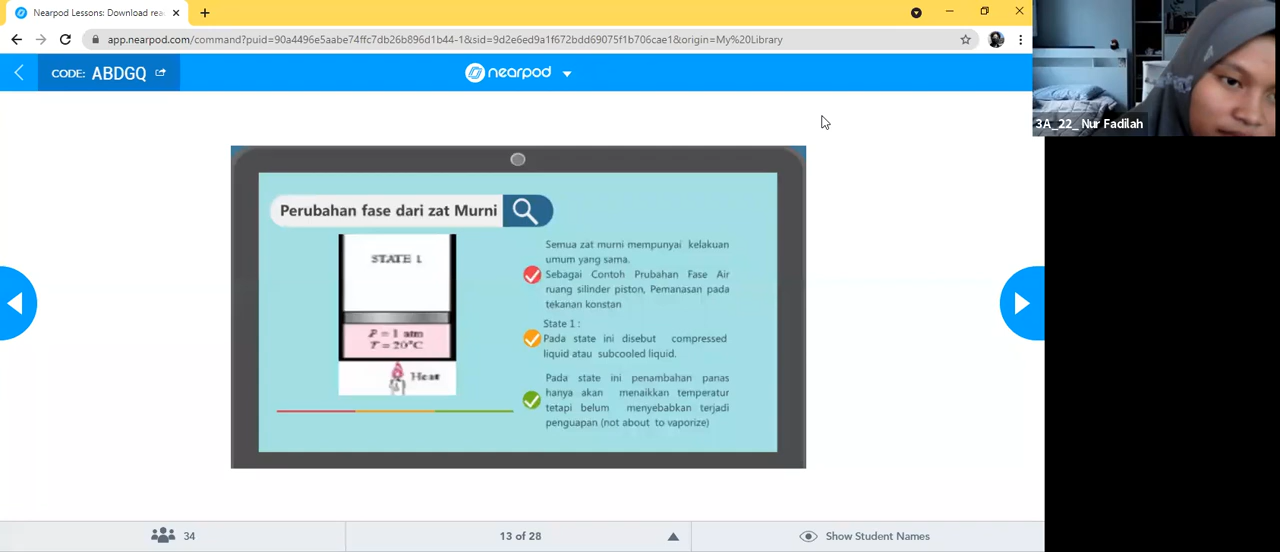 Nearpod Lessons: Download rea
app.nearpod.com/command?puid=90a4496e5aabe74ffc7db26b896d1b44-1&sid=9d2e6ed9a1f672bdd69075f1b706cae1&origin=My%20Library
CODE: ABDGQ
nearpod
3A_22_ Nur Fadilah
Perubahan fase dari zat Murni
STATE 1
P = 1 atm
T = 20°C
Heat
Semua zat murni mempunyai kelakuan
umum yang sama.
Sebagai Contoh Prubahan Fase Air
ruang silinder piston, Pemanasan pada
tekanan konstan
State 1 :
Pada state ini disebut compressed
liquid atau subcooled liquid.
Pada state ini penambahan panas
hanya akan menaikkan temperatur
tetapi belum menyebabkan terjadi
penguapan (not about to vaporize)
34
13 of 28
Show Student Names